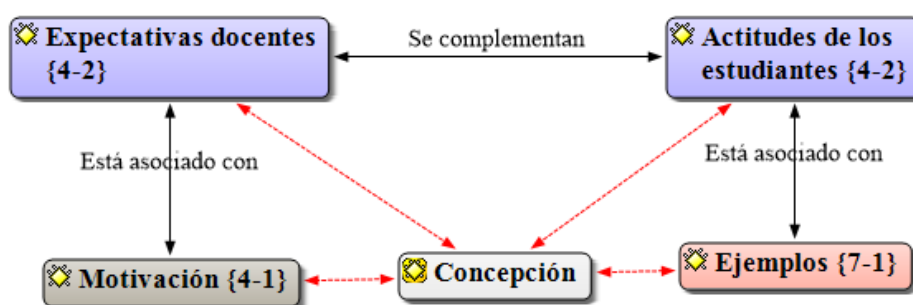 Expectativas docentes
{4-2}
Se complementan
Actitudes de los
estudiantes {4-2}
Está asociado con
Está asociado con
Motivación {4-1}
Concepción
Ejemplos {7-1}